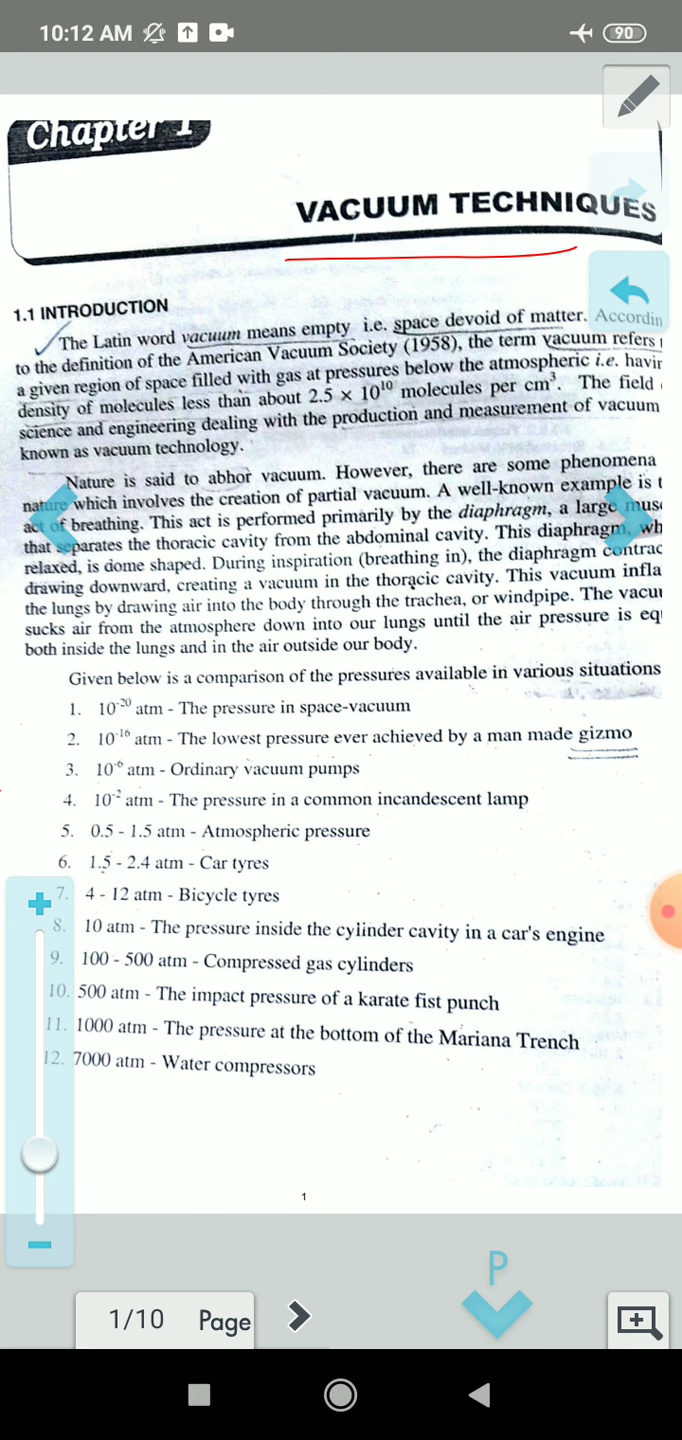 10:12 AM
90
Chapter 1
VACUUM TECHNIQUES
1.1 INTRODUCTION
The Latin word vacuum means empty i.e. space devoid of matter. Accordin
to the definition of the American Vacuum Society (1958), the term vacuum refers
a given region of space filled with gas at pressures below the atmospheric i.e. havin
density of molecules less than about 2.5 × 10¹⁰ molecules per cm³. The field
science and engineering dealing with the production and measurement of vacuum
known as vacuum technology.
Nature is said to abhor vacuum. However, there are some phenomena
nature which involves the creation of partial vacuum. A well-known example is t
act of breathing. This act is performed primarily by the diaphragm, a large musc
that separates the thoracic cavity from the abdominal cavity. This diaphragm, wh
relaxed, is dome shaped. During inspiration (breathing in), the diaphragm contrac
drawing downward, creating a vacuum in the thoracic cavity. This vacuum infla
the lungs by drawing air into the body through the trachea, or windpipe. The vacuu
sucks air from the atmosphere down into our lungs until the air pressure is equ
both inside the lungs and in the air outside our body.
Given below is a comparison of the pressures available in various situations
1. 10⁻²⁰ atm - The pressure in space-vacuum
2. 10⁻¹⁶ atm - The lowest pressure ever achieved by a man made gizmo
3. 10⁻⁶ atm - Ordinary vacuum pumps
4. 10⁻² atm - The pressure in a common incandescent lamp
5. 0.5 - 1.5 atm - Atmospheric pressure
6. 1.5 - 2.4 atm - Car tyres
7. 4 - 12 atm - Bicycle tyres
8. 10 atm - The pressure inside the cylinder cavity in a car's engine
9. 100 - 500 atm - Compressed gas cylinders
10. 500 atm - The impact pressure of a karate fist punch
11. 1000 atm - The pressure at the bottom of the Mariana Trench
12. 7000 atm - Water compressors
1
P
1/10 Page